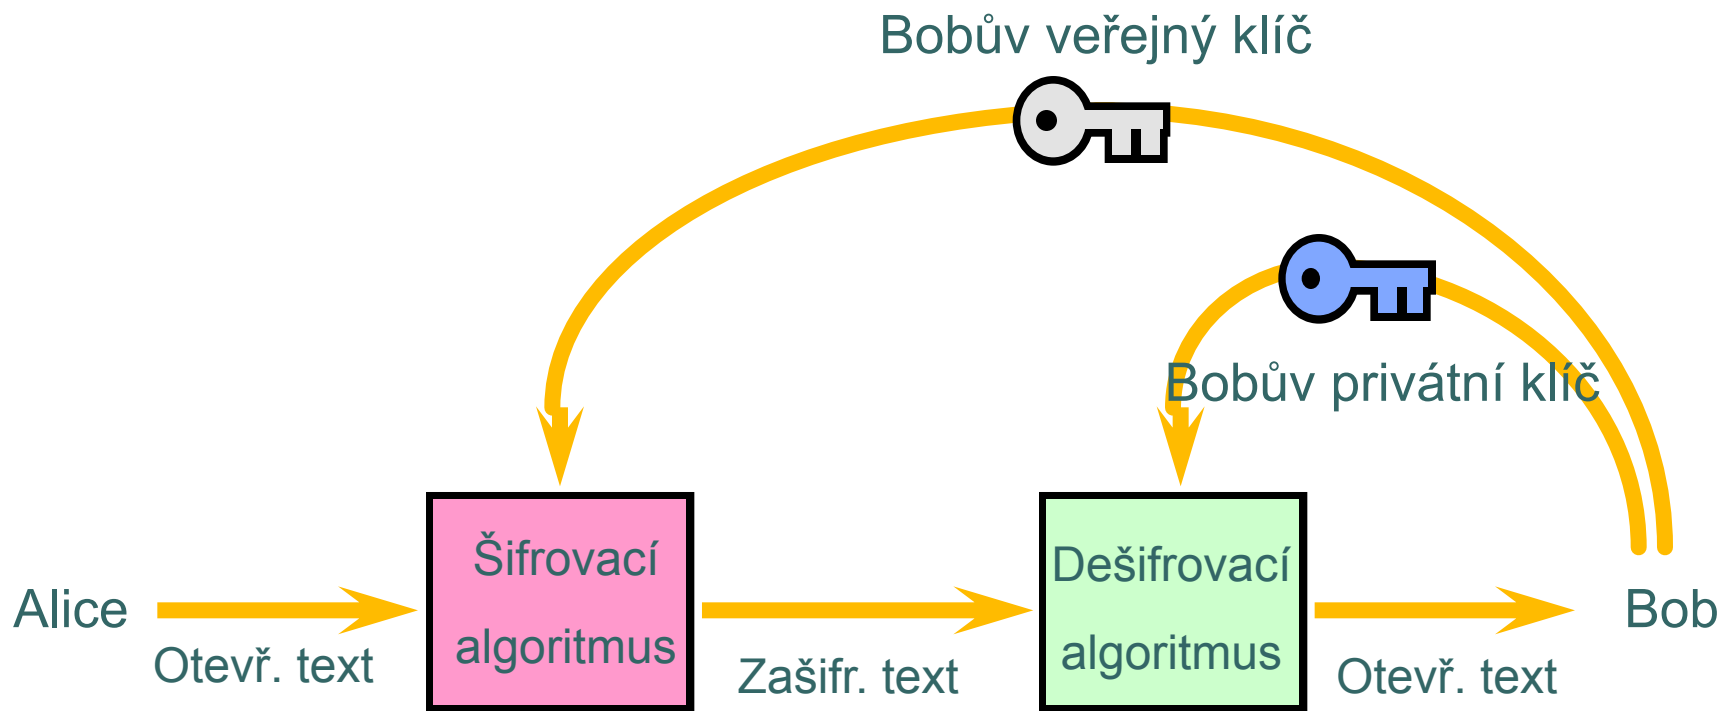 Bobův veřejný klíč
Bobův privátní klíč
Alice
Otevř. text
Šifrovací
algoritmus
Zašifr. text
Dešifrovací
algoritmus
Otevř. text
Bob